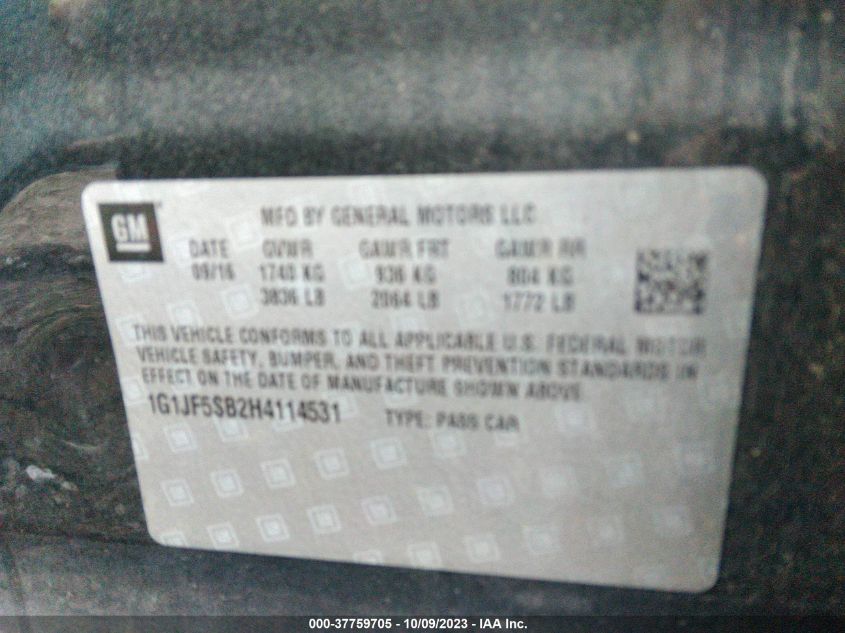 GM
MFD BY GENERAL MOTORS LLC
DATE GVWR GAWR FRT GAWR RR
09/16 1740 KG 936 KG 804 KG
3836 LB 2064 LB 1772 LB
THIS VEHICLE CONFORMS TO ALL APPLICABLE U.S. FEDERAL MOTOR
VEHICLE SAFETY, BUMPER, AND THEFT PREVENTION STANDARDS IN
EFFECT ON THE DATE OF MANUFACTURE SHOWN ABOVE.
1G1JF5SB2H4114531 TYPE: PASS CAR
000-37759705 - 10/09/2023 - IAA Inc.